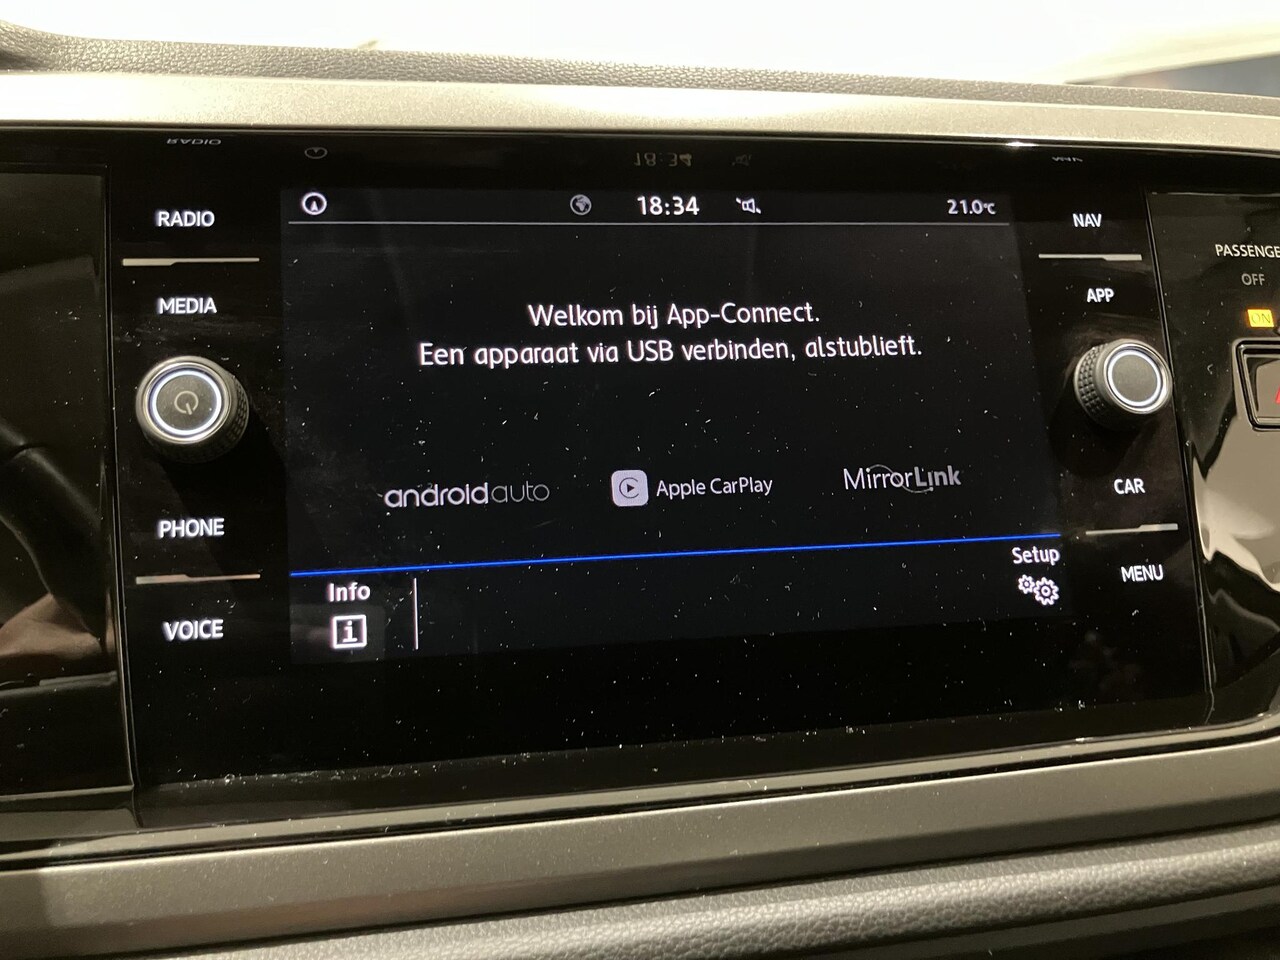 RADIO
MEDIA
PHONE
VOICE
18:34
21.0°C
Welkom bij App-Connect.
Een apparaat via USB verbinden, alstublieft.
androidauto
Apple CarPlay
MirrorLink
Info
i
Setup
NAV
APP
CAR
MENU
PASSENGE
OFF
ON